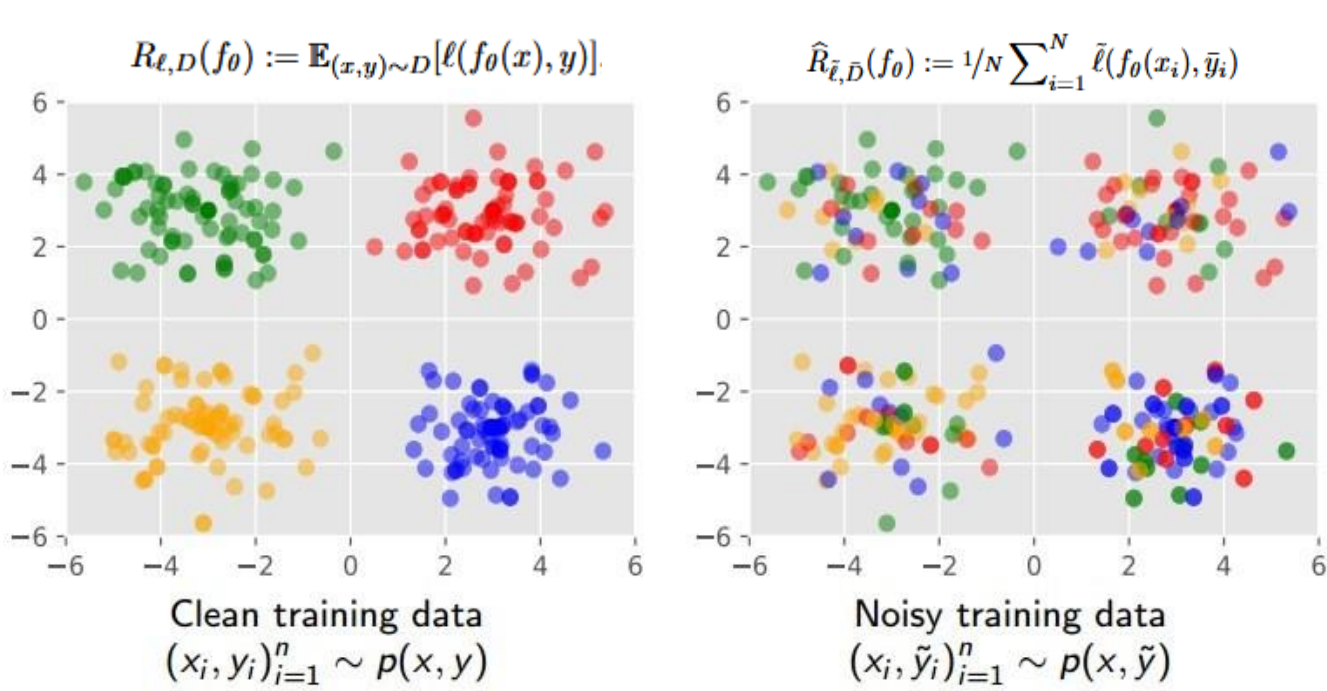 R_{ℓ,D}(f_θ) := 𝔼_{(x,y)∼D}[ℓ(f_θ(x), y)].
6
4
2
0
−2
−4
−6
−6 −4 −2 0 2 4 6
Clean training data
(x_i, y_i)_{i=1}^n ∼ p(x, y)
R̂_{ℓ̃,D̄}(f_θ) := 1/N ∑_{i=1}^N ℓ̃(f_θ(x_i), ȳ_i)
6
4
2
0
−2
−4
−6
−6 −4 −2 0 2 4 6
Noisy training data
(x_i, ỹ_i)_{i=1}^n ∼ p(x, ỹ)